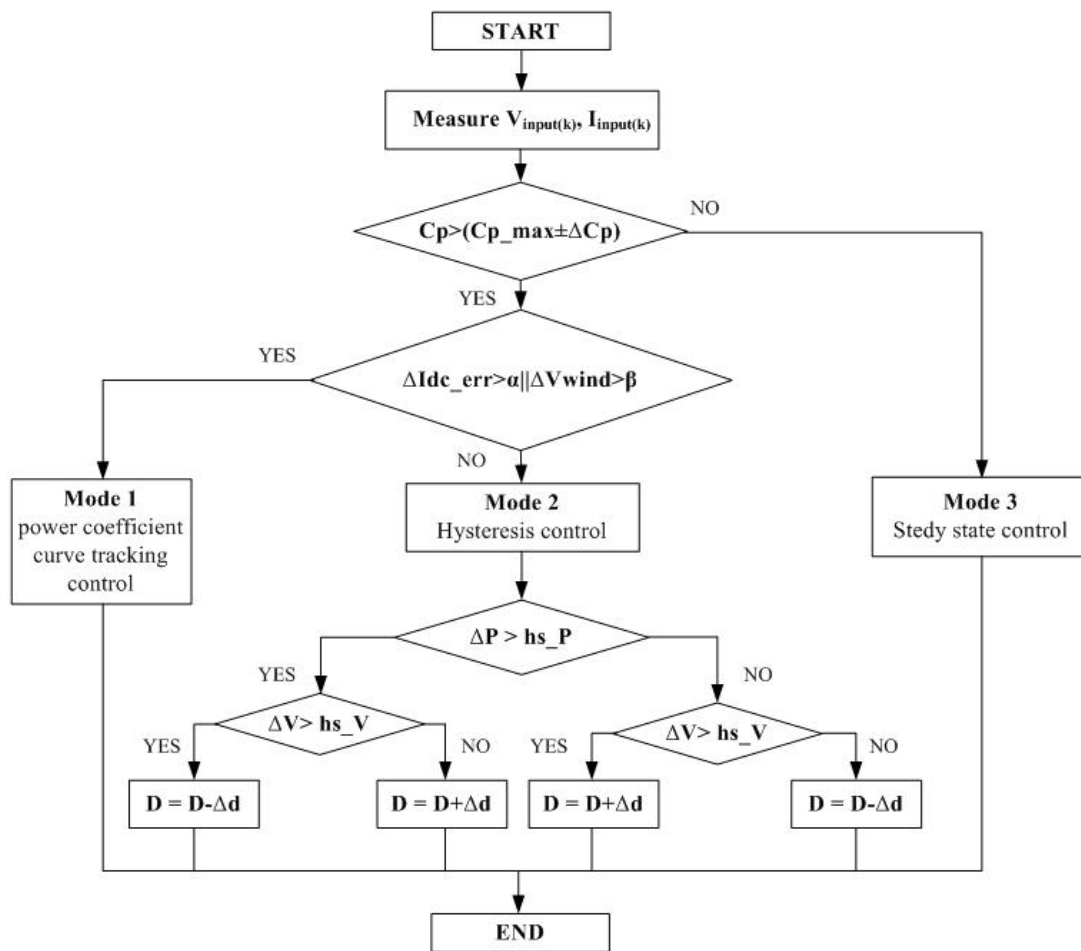 START
Measure Vinput(k), Iinput(k)
Cp>(Cp_max±ΔCp)
NO
YES
YES
ΔIdc_err>α||ΔVwind>β
NO
Mode 1
power coefficient
curve tracking
control
Mode 2
Hysteresis control
Mode 3
Stedy state control
ΔP > hs_P
YES
NO
ΔV> hs_V
ΔV> hs_V
YES
NO
YES
NO
D = D-Δd
D = D+Δd
D = D+Δd
D = D-Δd
END